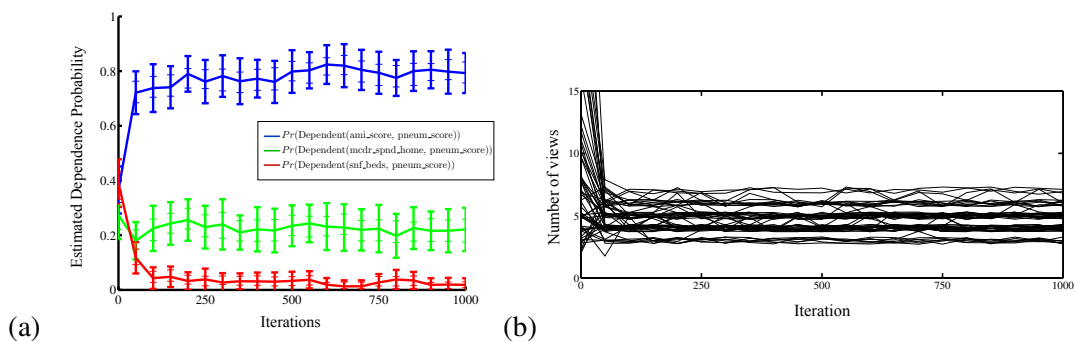 1
0.8
0.6
0.4
0.2
0
Estimated Dependence Probability
Pr(Dependent(ami_score, pneum_score))
Pr(Dependent(mcdr_spnd_home, pneum_score))
Pr(Dependent(snf_beds, pneum_score))
0 250 500 750 1000
Iterations
(a)
15
10
5
0
Number of views
0 250 500 750 1000
Iteration
(b)